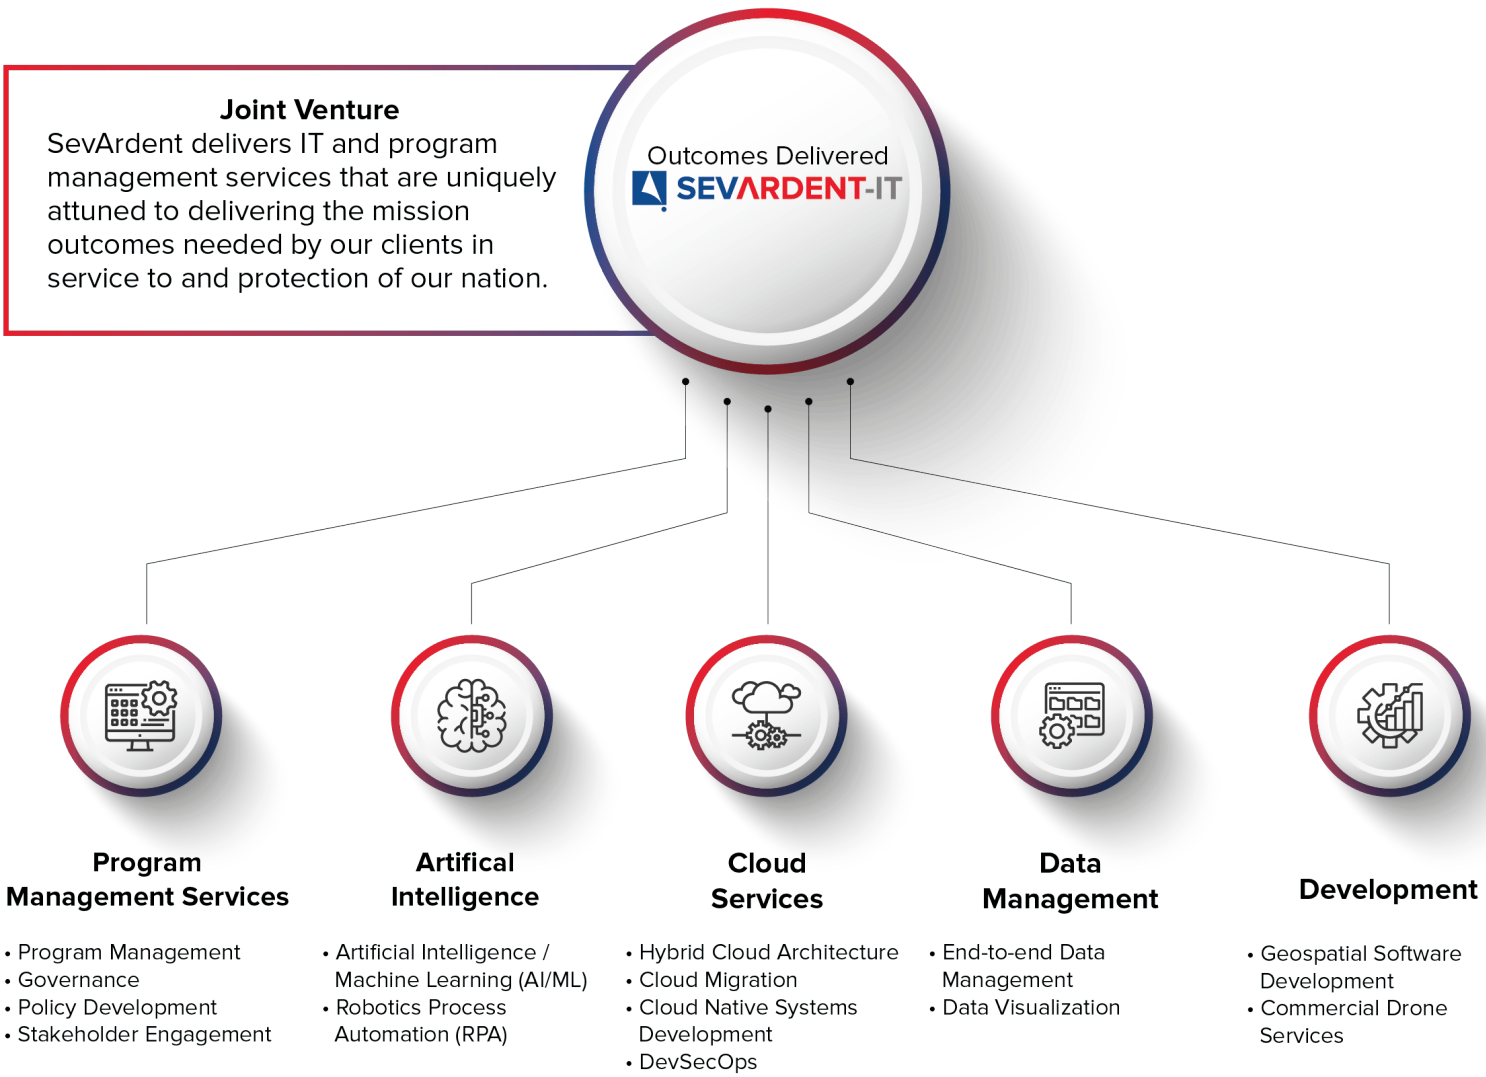 Joint Venture
SevArdent delivers IT and program
management services that are uniquely
attuned to delivering the mission
outcomes needed by our clients in
service to and protection of our nation.
Outcomes Delivered
SEVARDENT-IT
Program
Management Services
• Program Management
• Governance
• Policy Development
• Stakeholder Engagement
Artifical
Intelligence
• Artificial Intelligence /
Machine Learning (AI/ML)
• Robotics Process
Automation (RPA)
Cloud
Services
• Hybrid Cloud Architecture
• Cloud Migration
• Cloud Native Systems
Development
• DevSecOps
Data
Management
• End-to-end Data
Management
• Data Visualization
Development
• Geospatial Software
Development
• Commercial Drone
Services